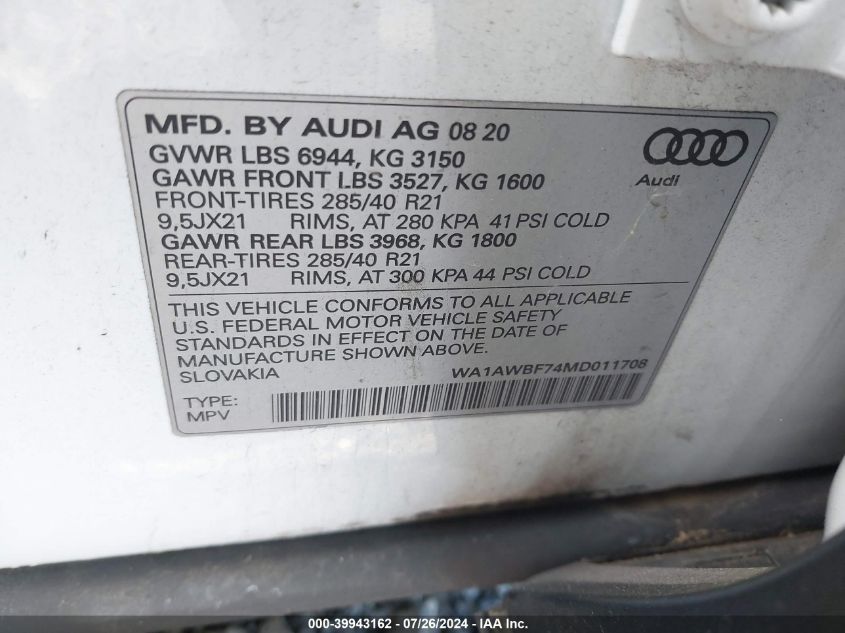 MFD. BY AUDI AG 08 20
GVWR LBS 6944, KG 3150
GAWR FRONT LBS 3527, KG 1600
FRONT-TIRES 285/40 R21
9,5JX21 RIMS, AT 280 KPA 41 PSI COLD
GAWR REAR LBS 3968, KG 1800
REAR-TIRES 285/40 R21
9,5JX21 RIMS, AT 300 KPA 44 PSI COLD
Audi
THIS VEHICLE CONFORMS TO ALL APPLICABLE
U.S. FEDERAL MOTOR VEHICLE SAFETY
STANDARDS IN EFFECT ON THE DATE OF
MANUFACTURE SHOWN ABOVE.
SLOVAKIA WA1AWBF74MD011708
TYPE:
MPV
000-39943162 - 07/26/2024 - IAA Inc.